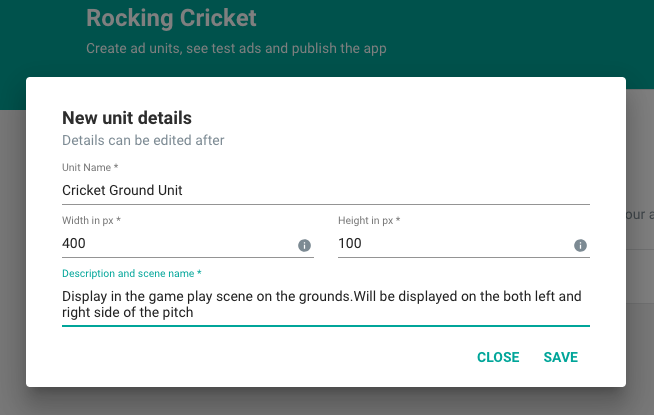 Rocking Cricket
Create ad units, see test ads and publish the app
New unit details
Details can be edited after
Unit Name *
Cricket Ground Unit
Width in px *
Height in px *
400
100
Description and scene name *
Display in the game play scene on the grounds.Will be displayed on the both left and
right side of the pitch
CLOSE
SAVE